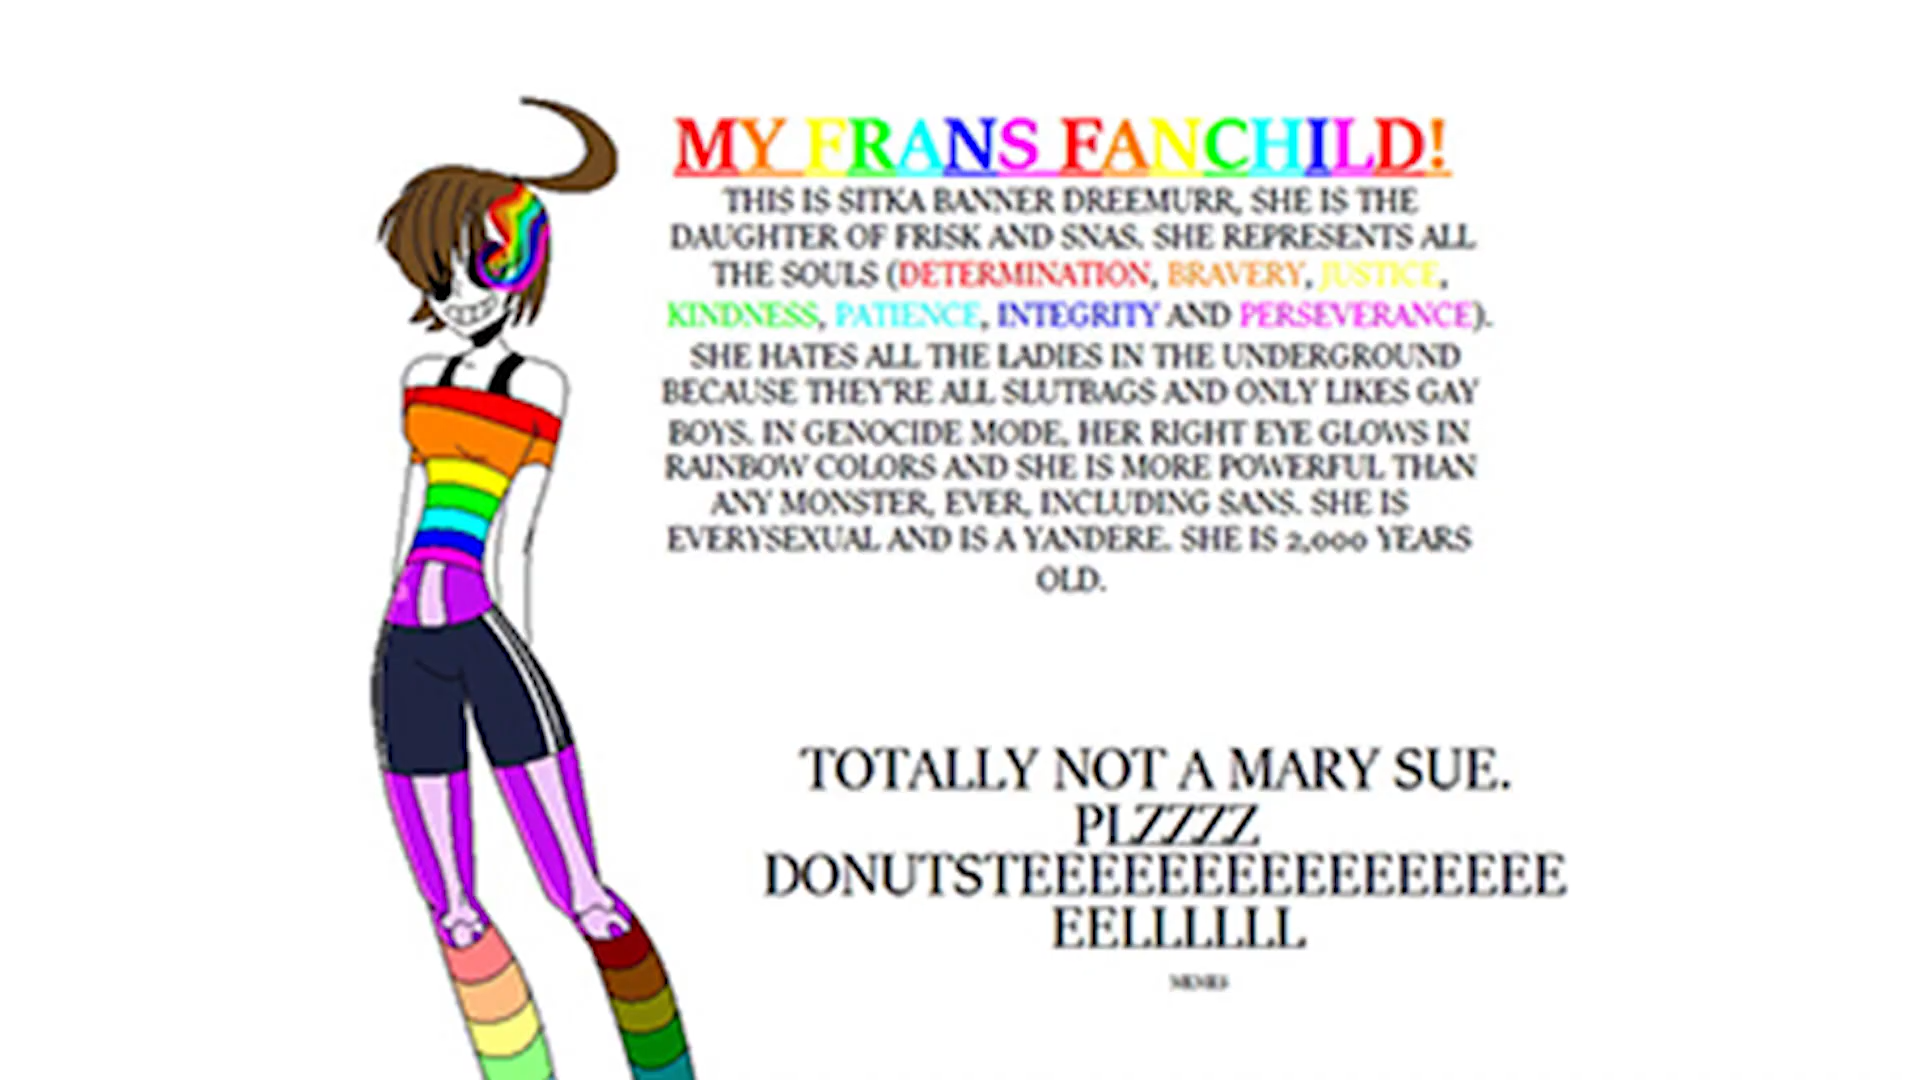 MY FRANS FANCHILD!
THIS IS SITKA BANNER DREEMURR, SHE IS THE
DAUGHTER OF FRISK AND SNAS. SHE REPRESENTS ALL
THE SOULS (DETERMINATION, BRAVERY, JUSTICE,
KINDNESS, PATIENCE, INTEGRITY AND PERSEVERANCE).
SHE HATES ALL THE LADIES IN THE UNDERGROUND
BECAUSE THEY'RE ALL SLUTBAGS AND ONLY LIKES GAY
BOYS. IN GENOCIDE MODE, HER RIGHT EYE GLOWS IN
RAINBOW COLORS AND SHE IS MORE POWERFUL THAN
ANY MONSTER, EVER, INCLUDING SANS. SHE IS
EVERYSEXUAL AND IS A YANDERE. SHE IS 2,000 YEARS
OLD.
TOTALLY NOT A MARY SUE.
PLZZZZ
DONUTSTEEEEEEEEEEEEEEEEE
EELLLLLL
MEMES